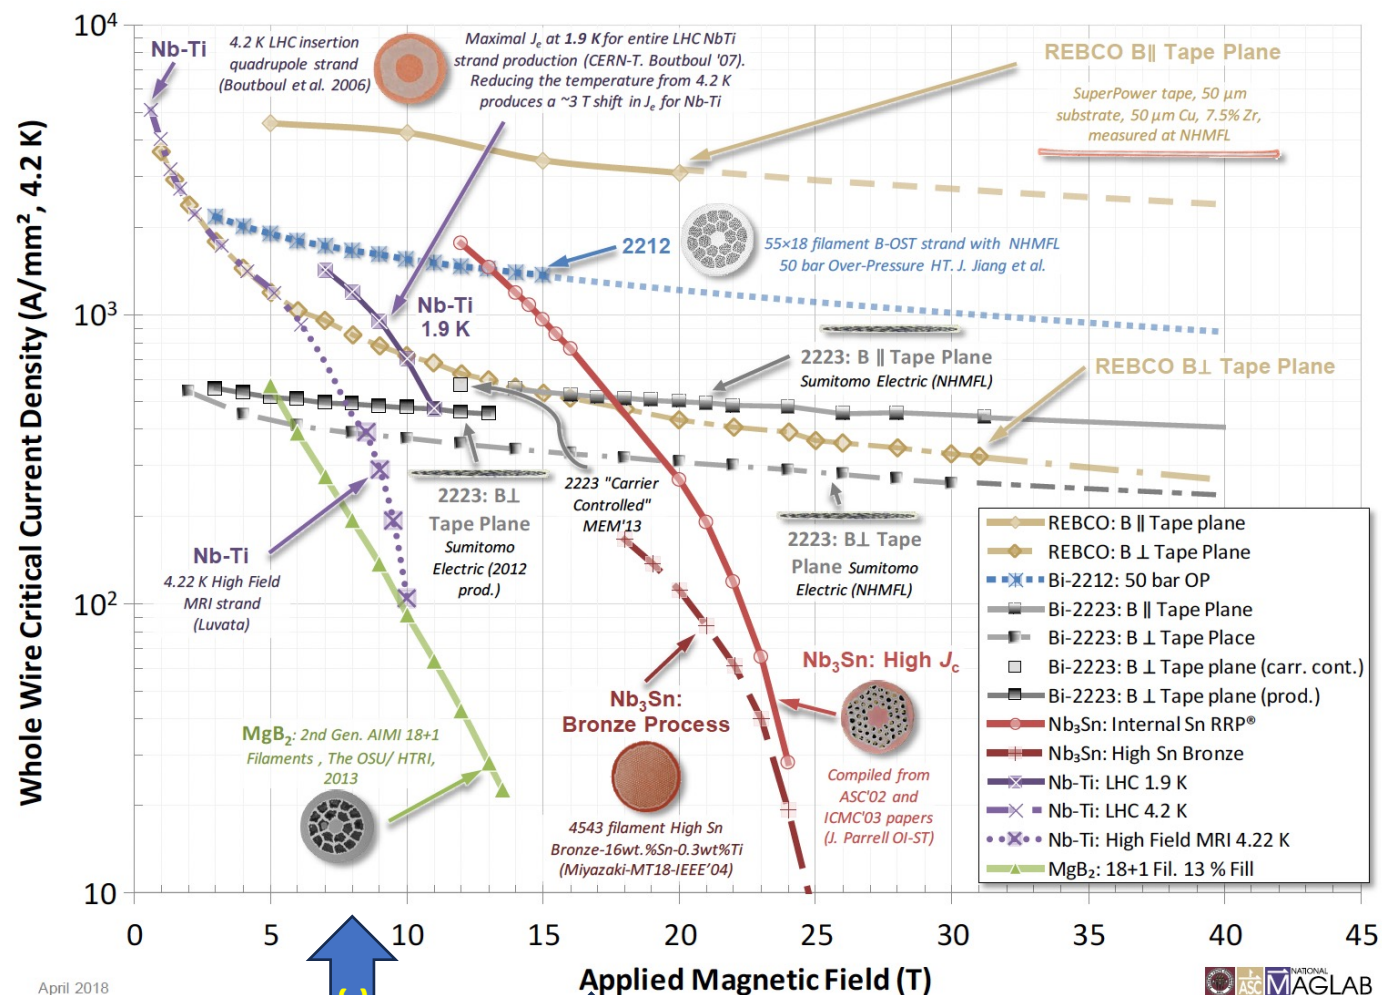 10⁴
10³
10²
10
Whole Wire Critical Current Density (A/mm², 4.2 K)
Nb-Ti
4.2 K LHC insertion
quadrupole strand
(Boutboul et al. 2006)
Maximal Jₑ at 1.9 K for entire LHC NbTi
strand production (CERN-T. Boutboul '07).
Reducing the temperature from 4.2 K
produces a ~3 T shift in Jₑ for Nb-Ti
REBCO B∥ Tape Plane
SuperPower tape, 50 μm
substrate, 50 μm Cu, 7.5% Zr,
measured at NHMFL
2212
55×18 filament B-OST strand with NHMFL
50 bar Over-Pressure HT. J. Jiang et al.
Nb-Ti
1.9 K
2223: B ∥ Tape Plane
Sumitomo Electric (NHMFL)
REBCO B⊥ Tape Plane
2223: B⊥
Tape Plane
Sumitomo
Electric (2012
prod.)
2223 "Carrier
Controlled"
MEM'13
2223: B⊥ Tape
Plane Sumitomo
Electric (NHMFL)
Nb-Ti
4.22 K High Field
MRI strand
(Luvata)
MgB₂: 2nd Gen. AIMI 18+1
Filaments , The OSU/ HTRI,
2013
Nb₃Sn:
Bronze Process
4543 filament High Sn
Bronze-16wt.%Sn-0.3wt%Ti
(Miyazaki-MT18-IEEE'04)
Nb₃Sn: High Jc
Compiled from
ASC'02 and
ICMC'03 papers
(J. Parrell OI-ST)
REBCO: B ∥ Tape plane
REBCO: B ⊥ Tape Plane
Bi-2212: 50 bar OP
Bi-2223: B ∥ Tape Plane
Bi-2223: B ⊥ Tape Place
Bi-2223: B ⊥ Tape plane (carr. cont.)
Bi-2223: B ⊥ Tape plane (prod.)
Nb₃Sn: Internal Sn RRP®
Nb₃Sn: High Sn Bronze
Nb-Ti: LHC 1.9 K
Nb-Ti: LHC 4.2 K
Nb-Ti: High Field MRI 4.22 K
MgB₂: 18+1 Fil. 13 % Fill
0 5 10 15 20 25 30 35 40 45
Applied Magnetic Field (T)
April 2018
ASC
NATIONAL
MAGLAB